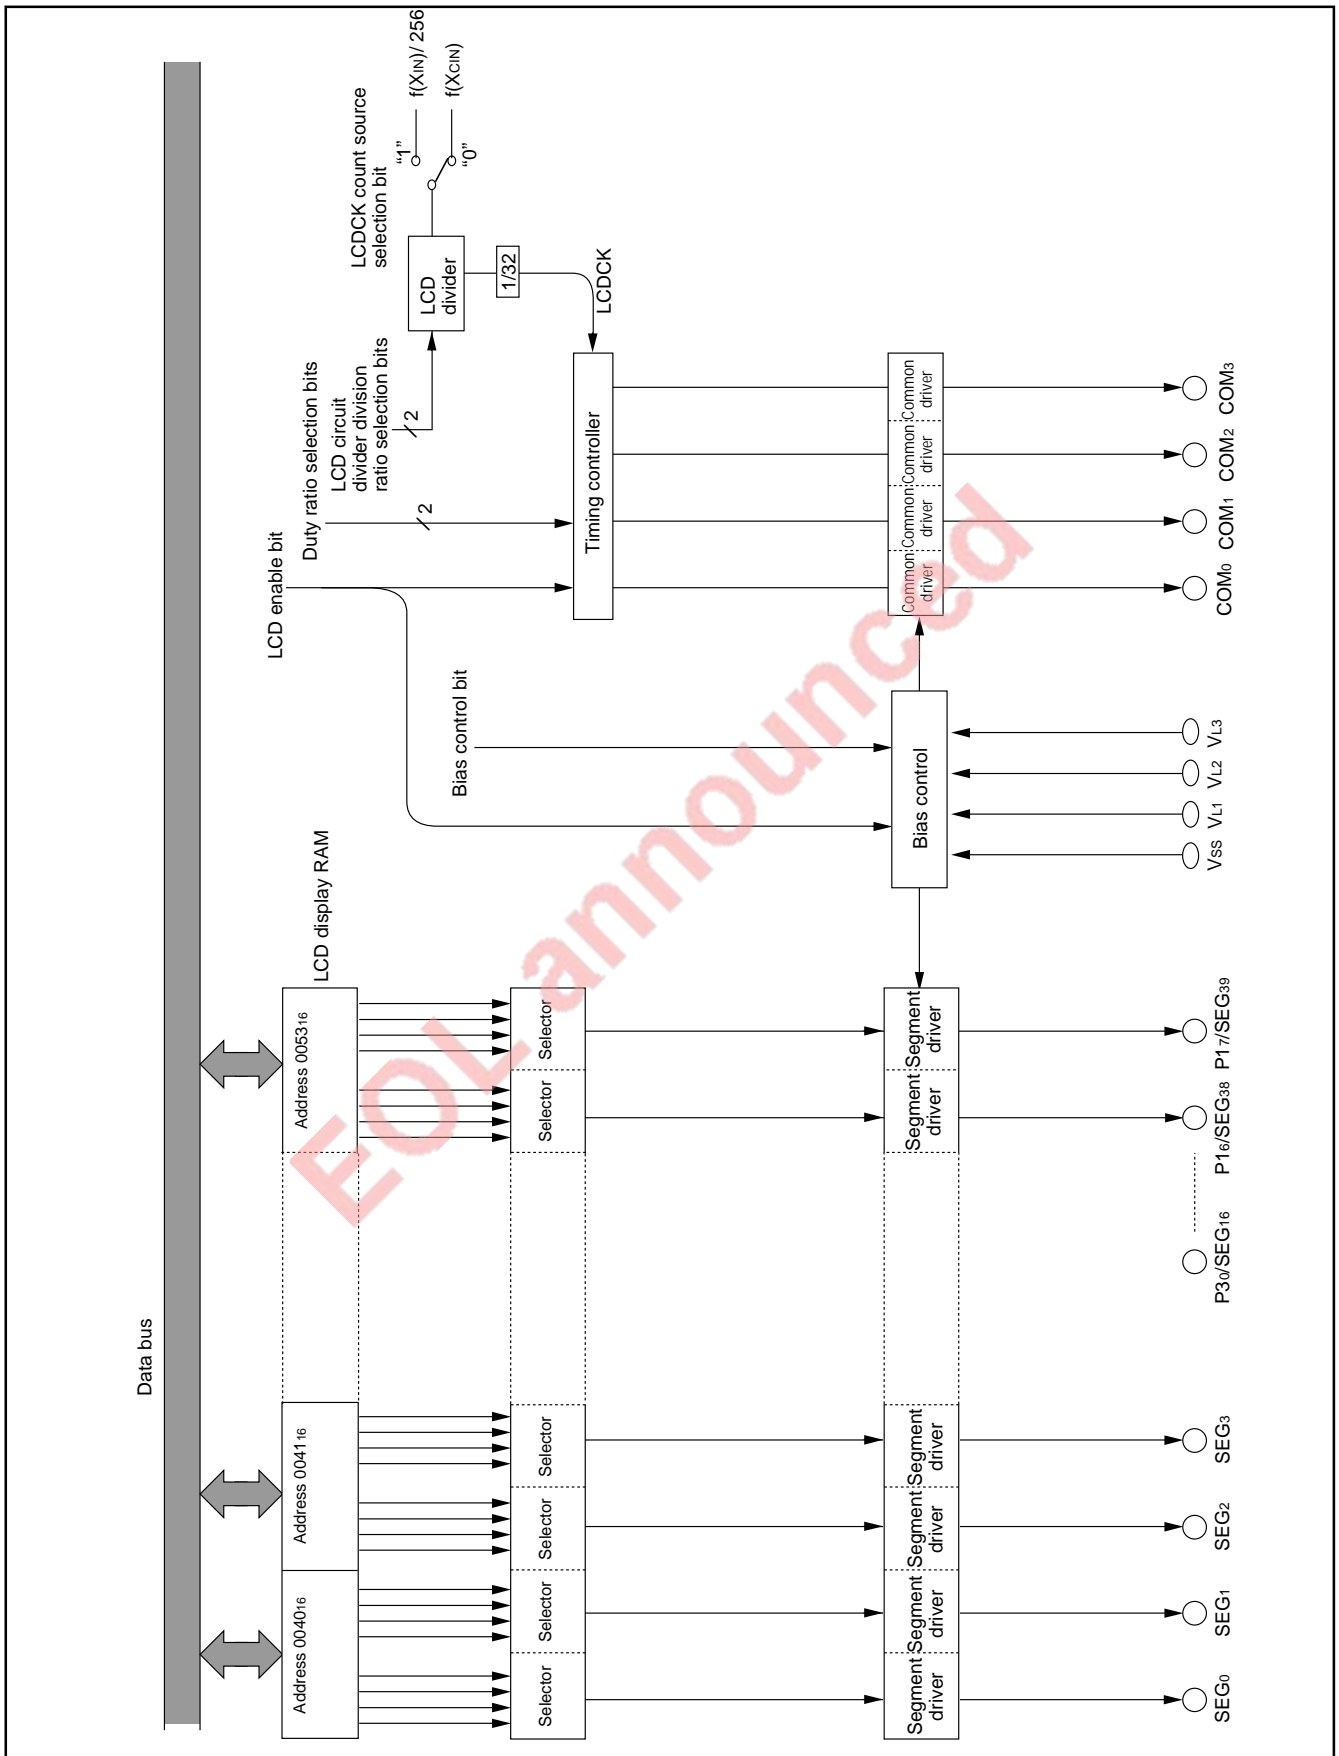 Data bus
LCD enable bit
Duty ratio selection bits
LCD circuit
divider division
ratio selection bits
2
2
LCDCK count source
selection bit
"1"
"0"
f(XIN)/ 256
f(XCIN)
LCD
divider
1/32
LCDCK
Timing controller
Bias control bit
LCD display RAM
Address 004016
Address 004116
Address 005316
Selector
Selector
Selector
Selector
Selector
Selector
Bias control
Segment
driver
Segment
driver
Segment
driver
Segment
driver
Segment
driver
Segment
driver
Common
driver
Common
driver
Common
driver
Common
driver
SEG0
SEG1
SEG2
SEG3
P30/SEG16
P16/SEG38
P17/SEG39
VSS
VL1
VL2
VL3
COM0
COM1
COM2
COM3
EOL announced